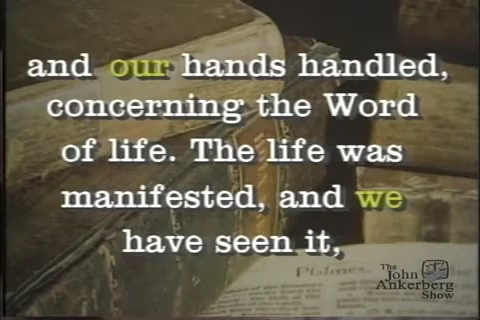 and our hands handled,
concerning the Word
of life. The life was
manifested, and we
have seen it,
Psalms
The
John
Ankerberg
Show